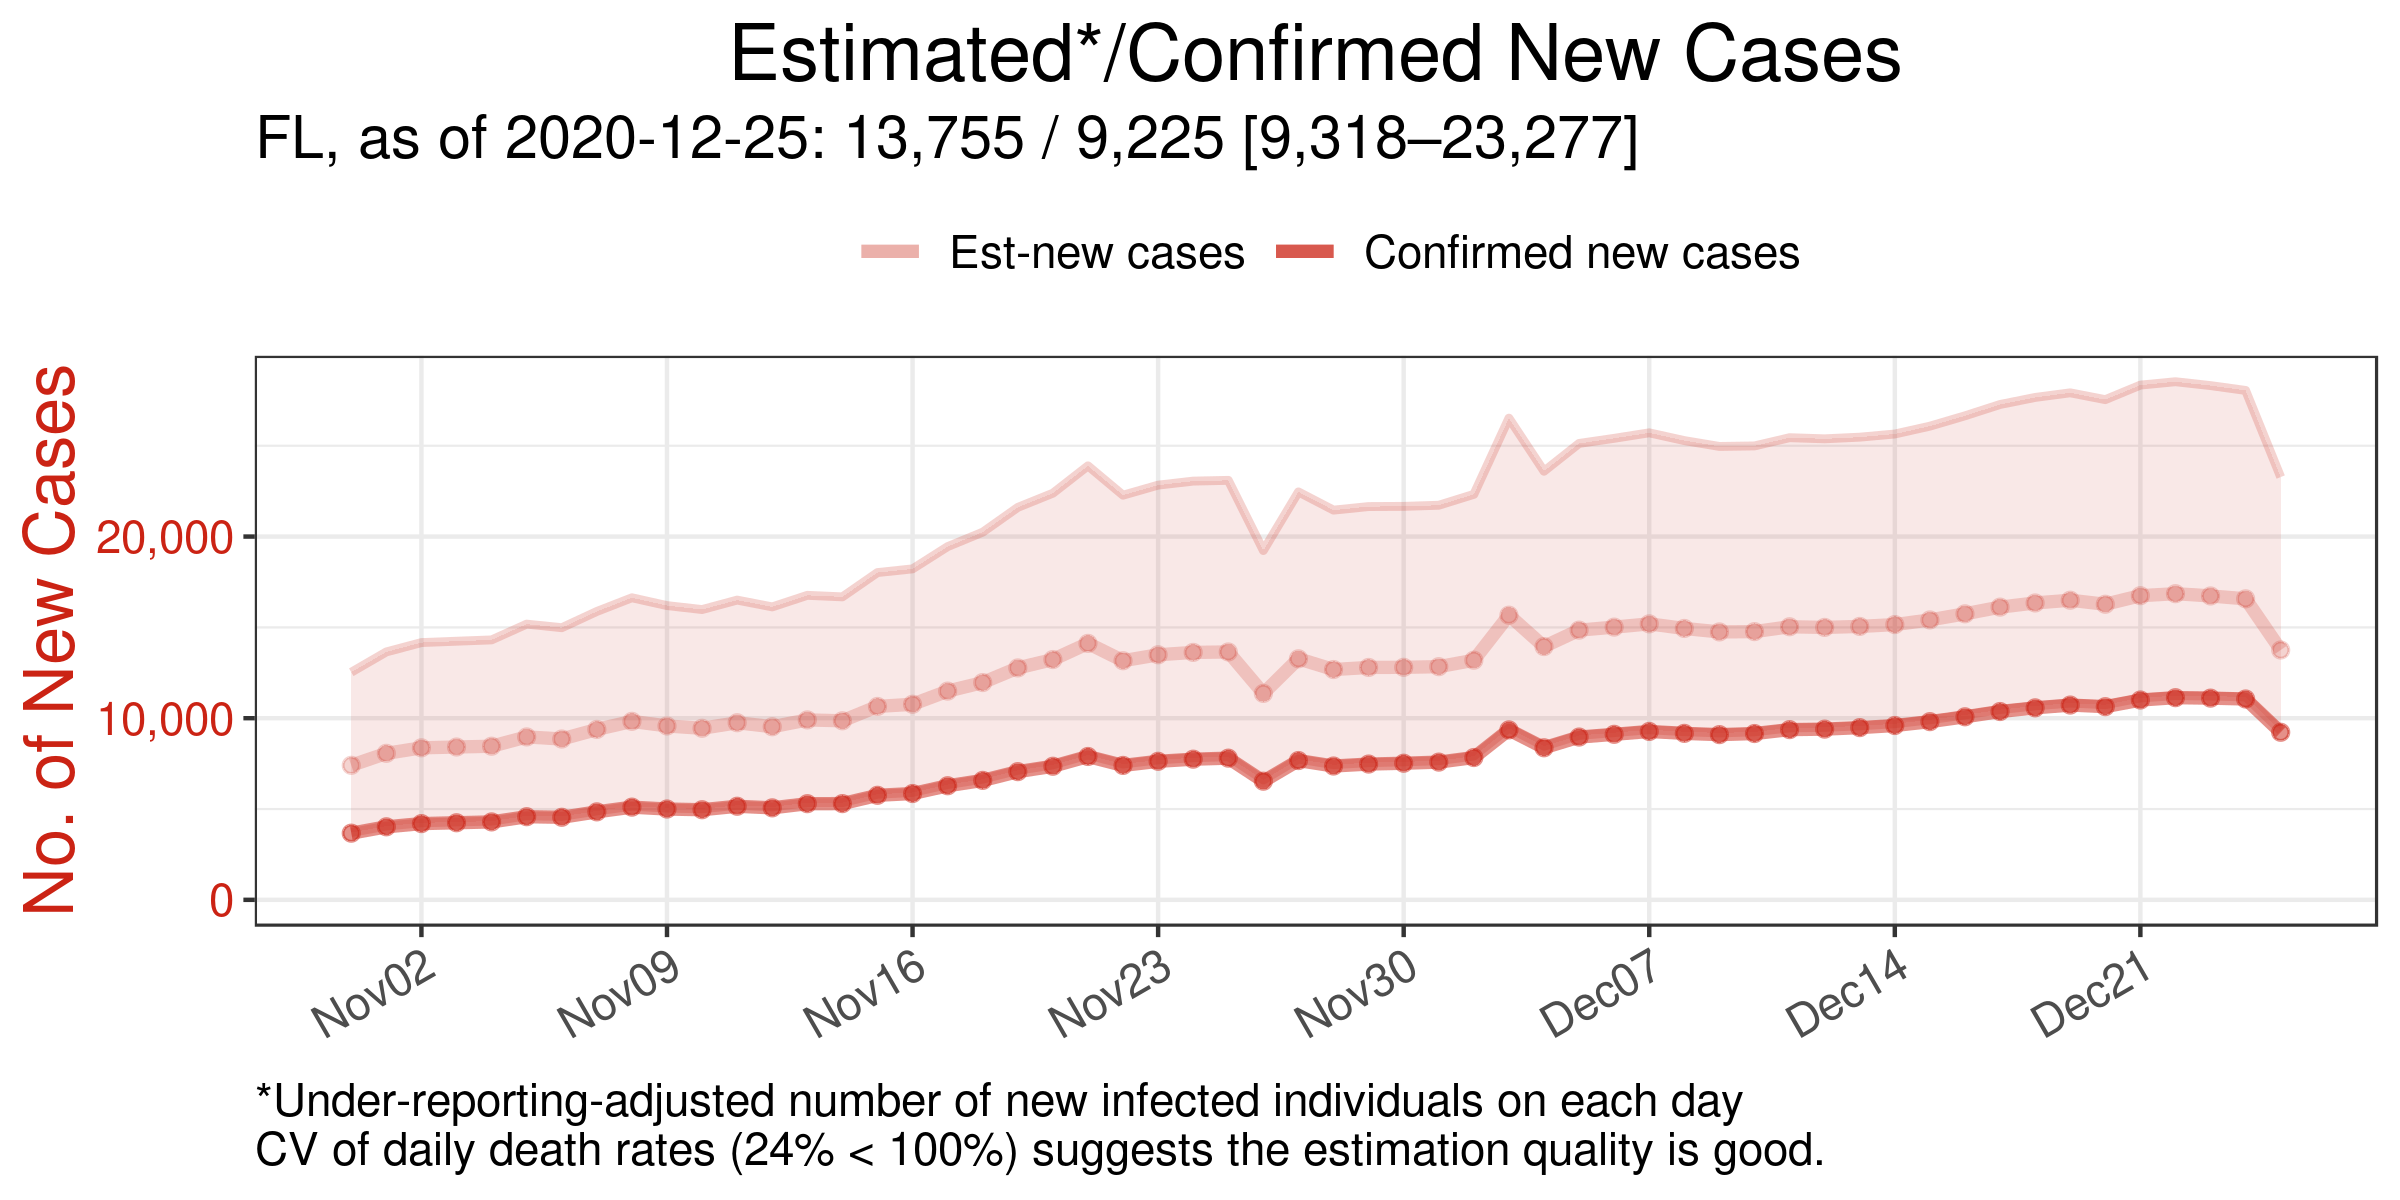 Estimated*/Confirmed New Cases
FL, as of 2020-12-25: 13,755 / 9,225 [9,318–23,277]
Est-new cases
Confirmed new cases
No. of New Cases
20,000
10,000
0
Nov02
Nov09
Nov16
Nov23
Nov30
Dec07
Dec14
Dec21
*Under-reporting-adjusted number of new infected individuals on each day
CV of daily death rates (24% < 100%) suggests the estimation quality is good.